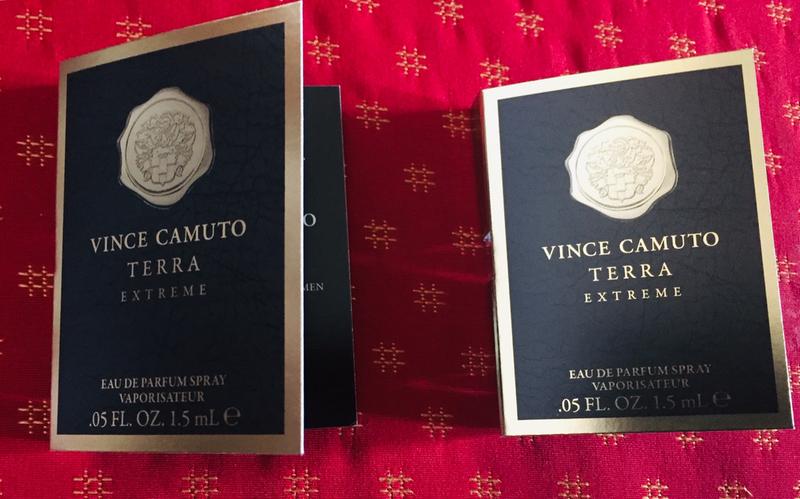 VINCE CAMUTO
TERRA
EXTREME
EAU DE PARFUM SPRAY
VAPORISATEUR
.05 FL. OZ. 1.5 mL ℮
O
MEN
VINCE CAMUTO
TERRA
EXTREME
EAU DE PARFUM SPRAY
VAPORISATEUR
.05 FL. OZ. 1.5 mL ℮